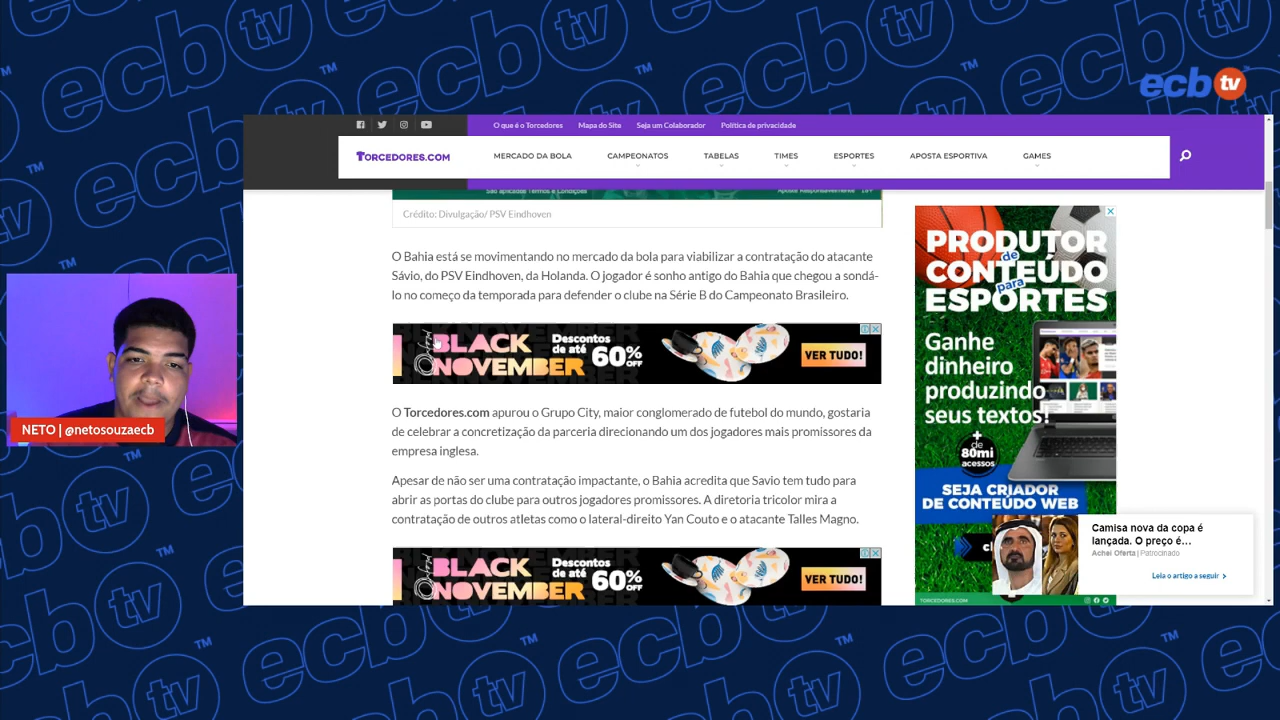 ecb tv
O que é o Torcedores Mapa do Site Seja um Colaborador Política de privacidade
TORCEDORES.COM
MERCADO DA BOLA CAMPEONATOS TABELAS TIMES ESPORTES APOSTA ESPORTIVA GAMES
São aplicados Termos e Condições
Crédito: Divulgação/ PSV Eindhoven
O Bahia está se movimentando no mercado da bola para viabilizar a contratação do atacante
Sávio, do PSV Eindhoven, da Holanda. O jogador é sonho antigo do Bahia que chegou a sondá-
lo no começo da temporada para defender o clube na Série B do Campeonato Brasileiro.
BLACK
NOVEMBER
Descontos
de até 60% OFF
VER TUDO!
O Torcedores.com apurou o Grupo City, maior conglomerado de futebol do mundo, gostaria
de celebrar a concretização da parceria direcionando um dos jogadores mais promissores da
empresa inglesa.
Apesar de não ser uma contratação impactante, o Bahia acredita que Savio tem tudo para
abrir as portas do clube para outros jogadores promissores. A diretoria tricolor mira a
contratação de outros atletas como o lateral-direito Yan Couto e o atacante Talles Magno.
BLACK
NOVEMBER
Descontos
de até 60% OFF
VER TUDO!
PRODUTOR
de
CONTEÚDO
para
ESPORTES
Ganhe
dinheiro
produzindo
seus textos!
+
de
80mi
acessos
SEJA CRIADOR
DE CONTEÚDO WEB
TORCEDORES.COM
Camisa nova da copa é
lançada. O preço é...
Achei Oferta | Patrocinado
Leia o artigo a seguir
NETO | @netosouzaecb